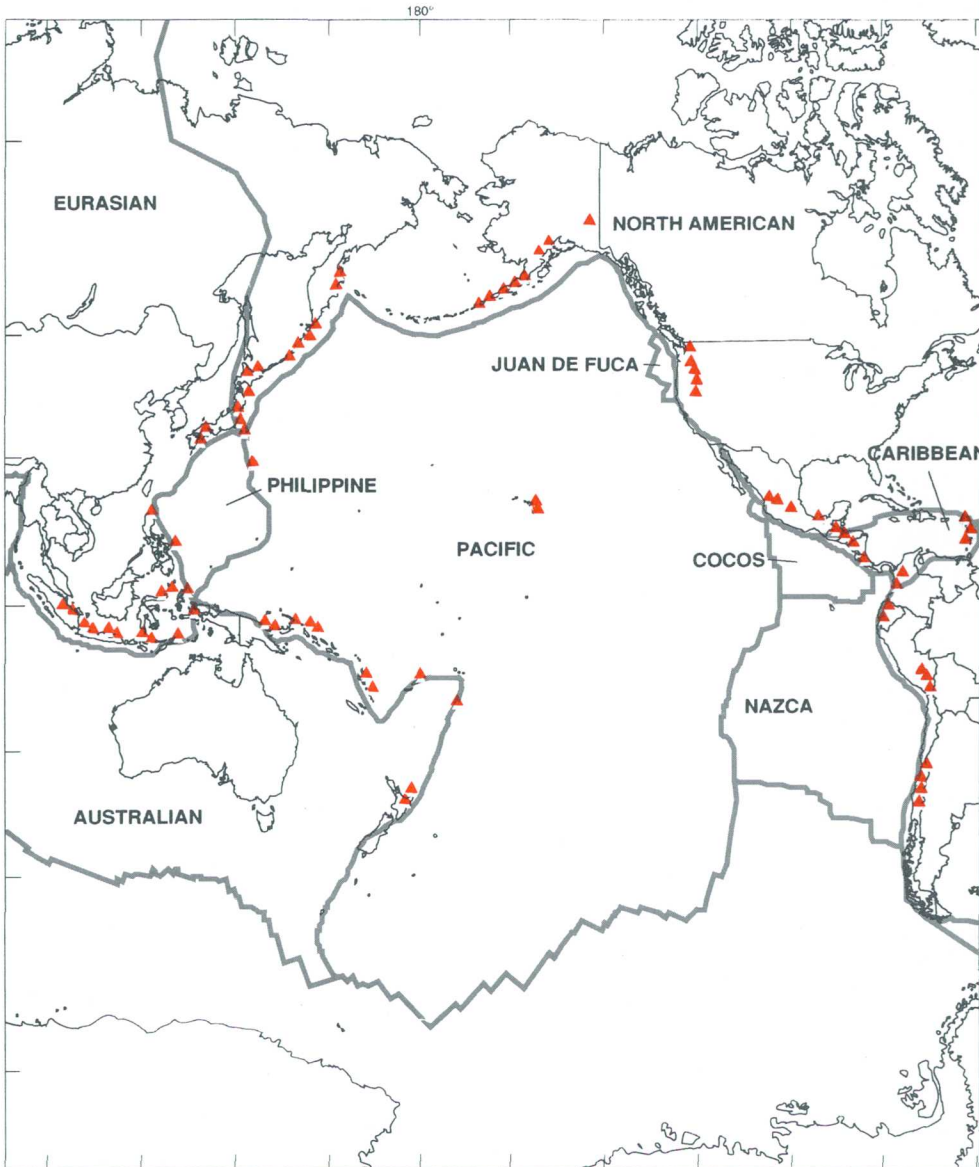 180°
EURASIAN
NORTH AMERICAN
JUAN DE FUCA
CARIBBEAN
PHILIPPINE
PACIFIC
COCOS
NAZCA
AUSTRALIAN